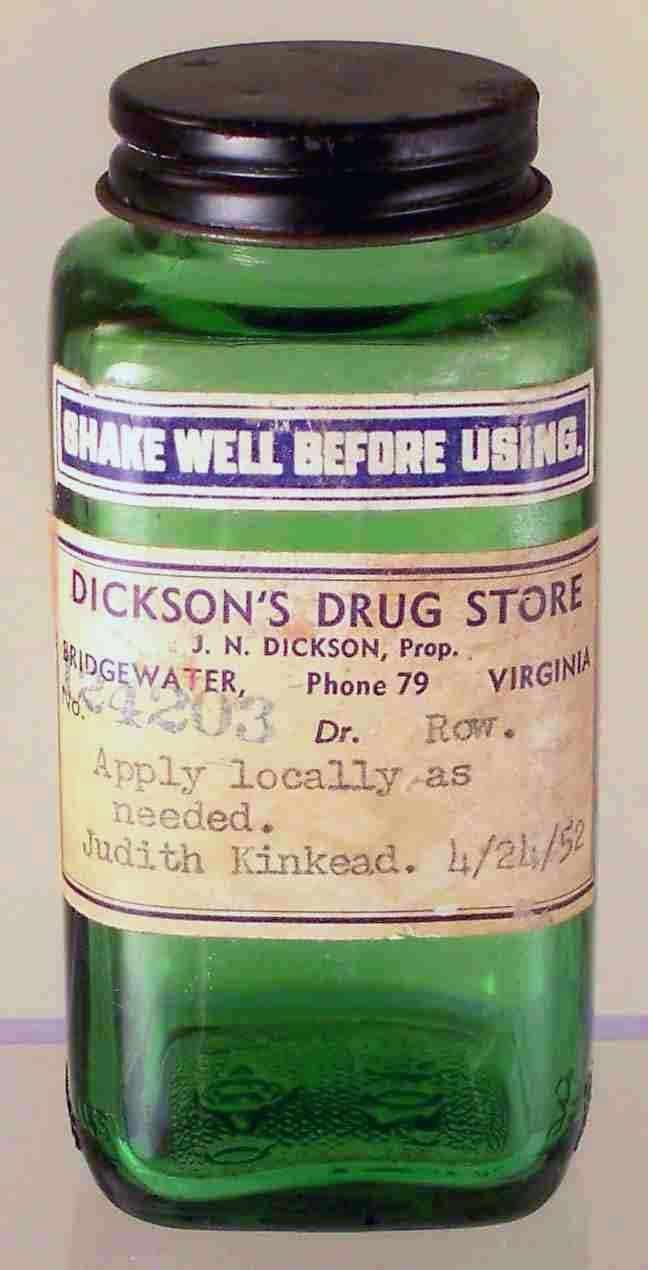 SHAKE WELL BEFORE USING.
DICKSON'S DRUG STORE
J. N. DICKSON, Prop.
BRIDGEWATER, Phone 79 VIRGINIA
No. 124203 Dr. Row.
Apply locally as
needed.
Judith Kinkead. 4/24/52